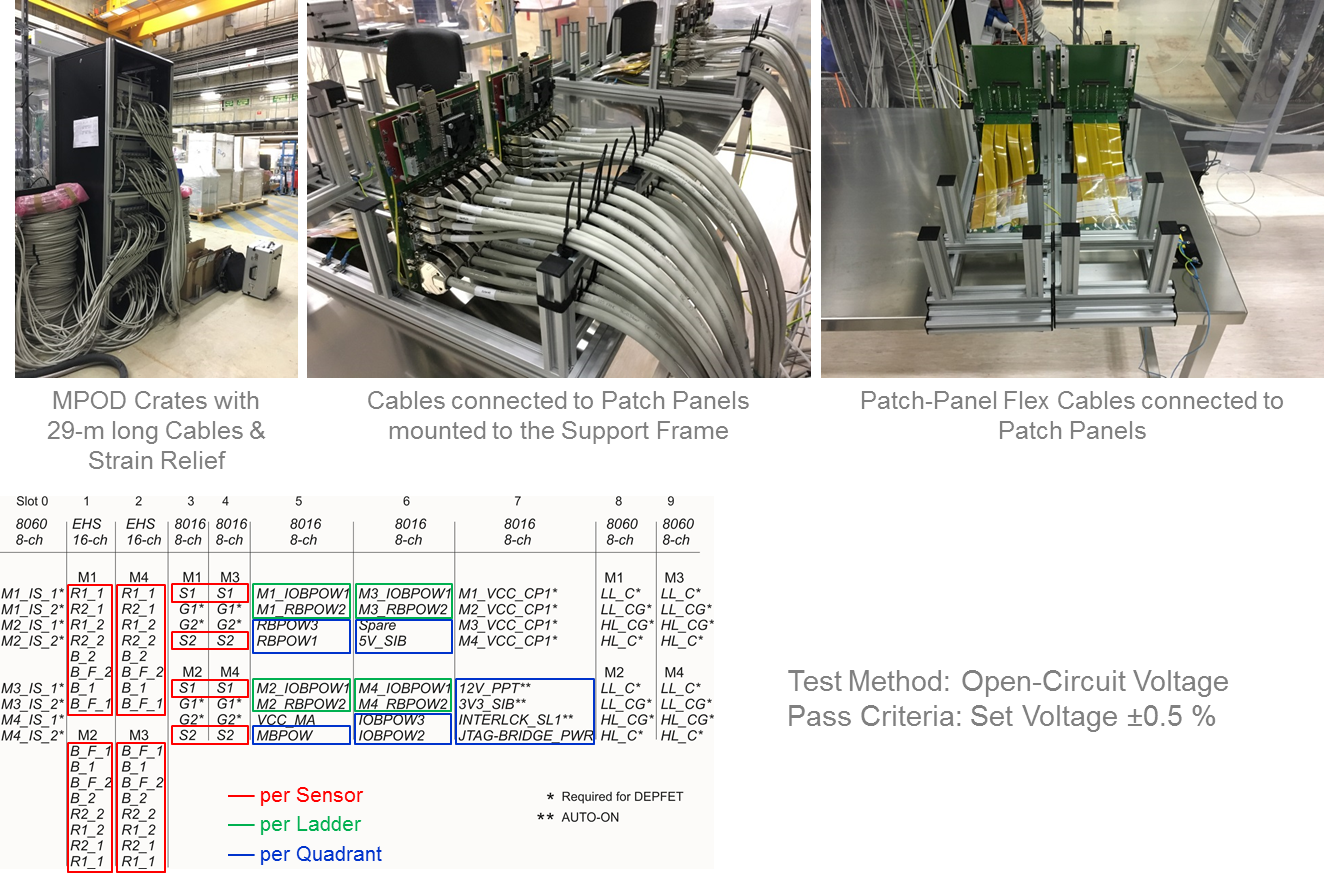 MPOD Crates with
29-m long Cables &
Strain Relief
Cables connected to Patch Panels
mounted to the Support Frame
Patch-Panel Flex Cables connected to
Patch Panels
Slot 0 1 2 3 4 5 6 7 8 9
8060 EHS EHS 8016 8016 8016 8016 8016 8060 8060
8-ch 16-ch 16-ch 8-ch 8-ch 8-ch 8-ch 8-ch 8-ch 8-ch
M1 M4 M1 M3 M1 M3
M1_IS_1* R1_1 R1_1 S1 S1 M1_IOBPOW1 M3_IOBPOW1 M1_VCC_CP1* LL_C* LL_C*
M1_IS_2* R2_1 R2_1 G1* G1* M1_RBPOW2 M3_RBPOW2 M2_VCC_CP1* LL_CG* LL_CG*
M2_IS_1* R1_2 R1_2 G2* G2* RBPOW3 Spare M3_VCC_CP1* HL_CG* HL_CG*
M2_IS_2* R2_2 R2_2 S2 S2 RBPOW1 5V_SIB M4_VCC_CP1* HL_C* HL_C*
B_2 B_2
B_F_2 B_F_2 M2 M4 M2 M4
M3_IS_1* B_1 B_1 S1 S1 M2_IOBPOW1 M4_IOBPOW1 12V_PPT** LL_C* LL_C*
M3_IS_2* B_F_1 B_F_1 G1* G1* M2_RBPOW2 M4_RBPOW2 3V3_SIB** LL_CG* LL_CG*
M4_IS_1* G2* G2* VCC_MA IOBPOW3 INTERLCK_SL1** HL_CG* HL_CG*
M4_IS_2* M2 M3 S2 S2 MBPOW IOBPOW2 JTAG-BRIDGE_PWR HL_C* HL_C*
B_F_1 B_F_1
B_1 B_1
B_F_2 B_F_2
B_2 B_2
R2_2 R2_2
R1_2 R1_2
R2_1 R2_1
R1_1 R1_1
per Sensor
per Ladder
per Quadrant
* Required for DEPFET
** AUTO-ON
Test Method: Open-Circuit Voltage
Pass Criteria: Set Voltage ±0.5 %